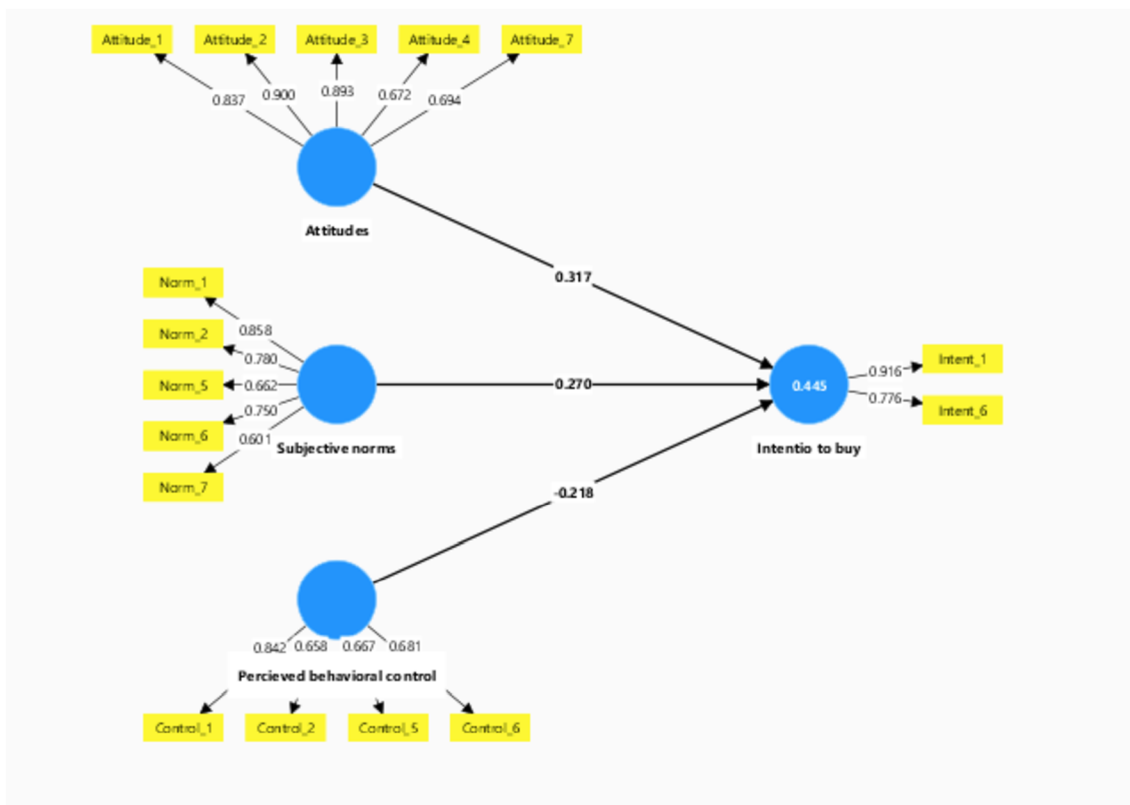 Attitude_1 Attitude_2 Attitude_3 Attitude_4 Attitude_7
0.837 0.900 0.893 0.672 0.694
Attitudes
0.317
Norm_1
Norm_2
Norm_5
Norm_6
Norm_7
0.858
0.780
0.662
0.750
0.601
Subjective norms
0.270
0.445
Intentio to buy
0.916
0.776
Intent_1
Intent_6
-0.218
0.842 0.658 0.667 0.681
Percieved behavioral control
Control_1 Control_2 Control_5 Control_6